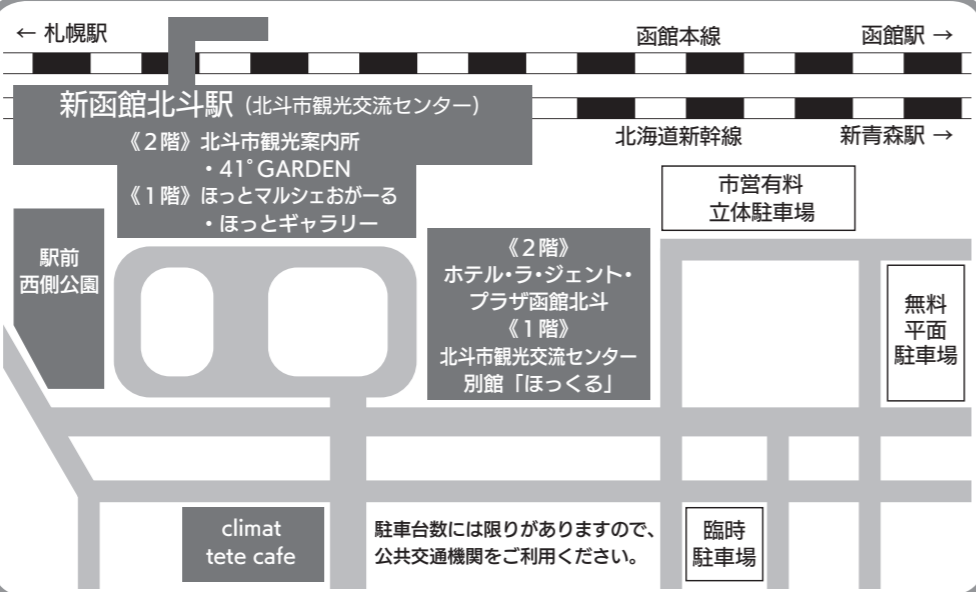 ← 札幌駅
函館本線
函館駅 →
新函館北斗駅（北斗市観光交流センター）
《2階》北斗市観光案内所
・41°GARDEN
《1階》ほっとマルシェおがーる
・ほっとギャラリー
北海道新幹線
新青森駅 →
市営有料
立体駐車場
駅前
西側公園
《2階》
ホテル・ラ・ジェント・
プラザ函館北斗
《1階》
北斗市観光交流センター
別館「ほっくる」
無料
平面
駐車場
climat
tete cafe
駐車台数には限りがありますので、
公共交通機関をご利用ください。
臨時
駐車場